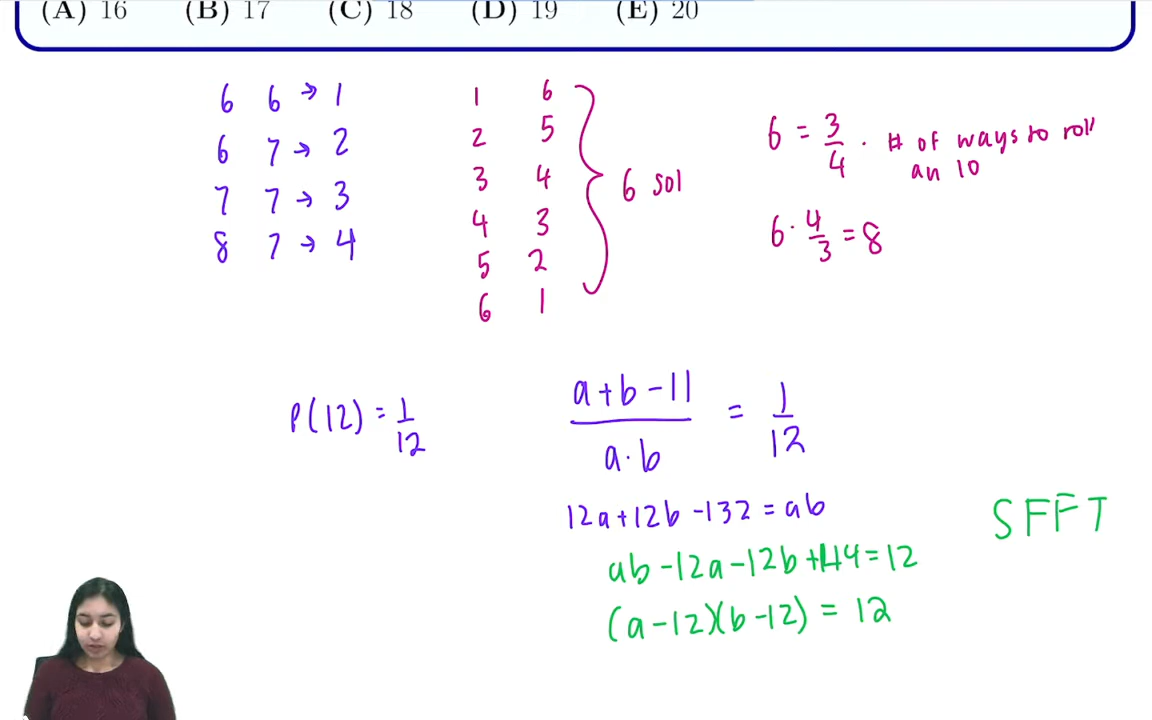 (A) 16 (B) 17 (C) 18 (D) 19 (E) 20
6 6 → 1
6 7 → 2
7 7 → 3
8 7 → 4
1 6
2 5
3 4
4 3
5 2
6 1
6 sol
6 = 3/4 · # of ways to roll
an 10
6 · 4/3 = 8
P(12) = 1/12
(a+b-11)/(a·b) = 1/12
12a+12b-132 = ab
ab-12a-12b+144=12
(a-12)(b-12) = 12
SFFT